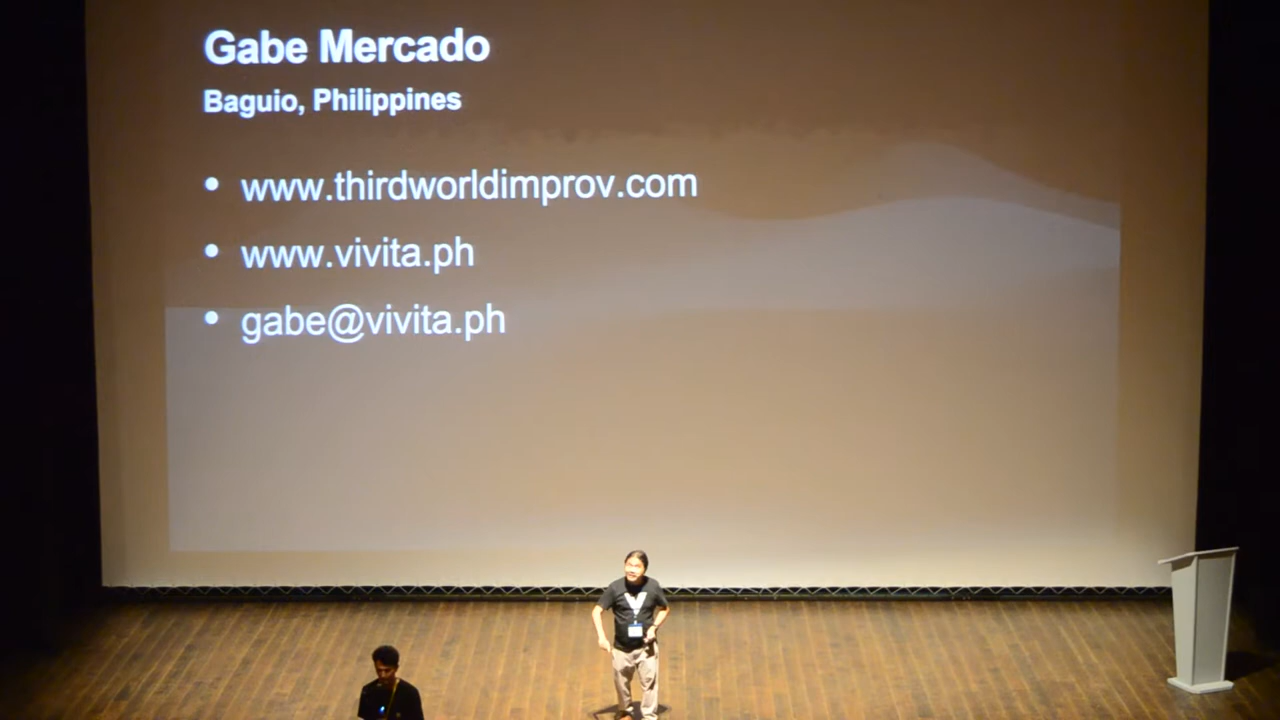 Gabe Mercado
Baguio, Philippines
• www.thirdworldimprov.com
• www.vivita.ph
• gabe@vivita.ph